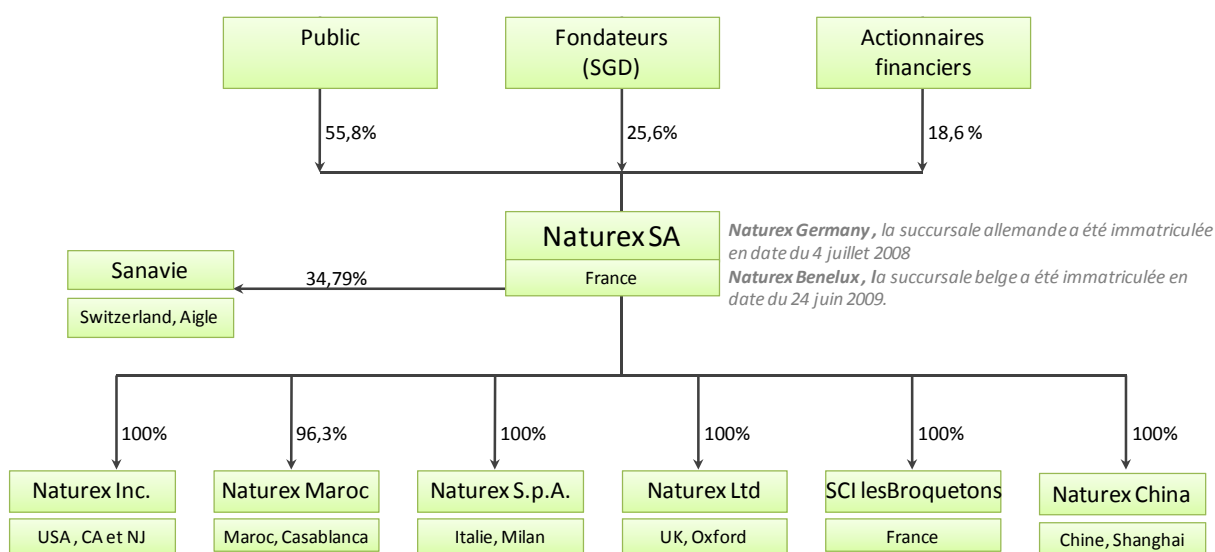 Public
Fondateurs
(SGD)
Actionnaires
financiers
55,8%
25,6%
18,6 %
Naturex SA
France
Naturex Germany , la succursale allemande a été immatriculée
en date du 4 juillet 2008
Naturex Benelux , la succursale belge a été immatriculée en
date du 24 juin 2009.
Sanavie
34,79%
Switzerland, Aigle
100%
96,3%
100%
100%
100%
100%
Naturex Inc.
Naturex Maroc
Naturex S.p.A.
Naturex Ltd
SCI lesBroquetons
Naturex China
USA , CA et NJ
Maroc, Casablanca
Italie, Milan
UK, Oxford
France
Chine, Shanghai